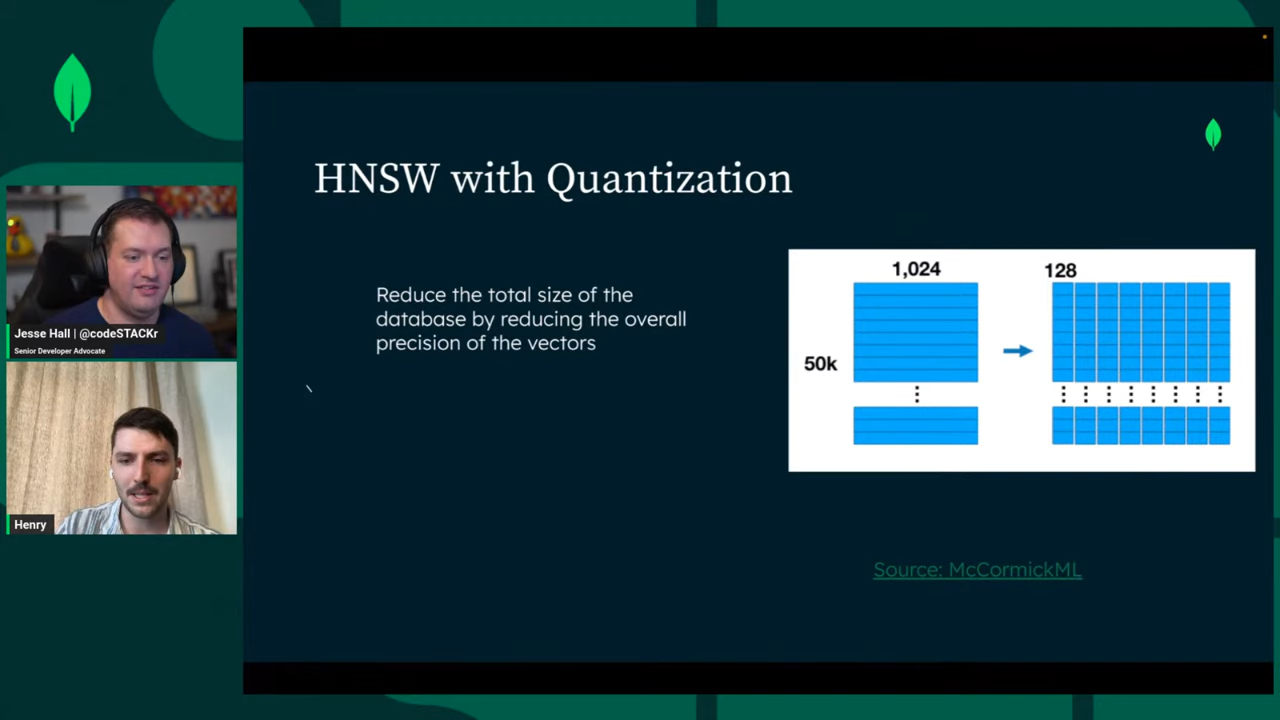 HNSW with Quantization
Reduce the total size of the
database by reducing the overall
precision of the vectors
1,024
128
50k
Source: McCormickML
Jesse Hall | @codeSTACKr
Senior Developer Advocate
Henry